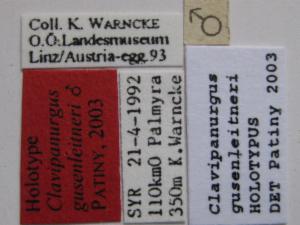 Coll. K. WARNCKE
O.Ö.Landesmuseum
Linz/Austria-egg.93
♂
Holotype
Clavipanurgus
gusenleitneri ♂
PATINY, 2003
SYR 21-4-1992
110kmO Palmyra
350m K.Warncke
Clavipanurgus
gusenleitneri
HOLOTYPUS
DET Patiny 2003